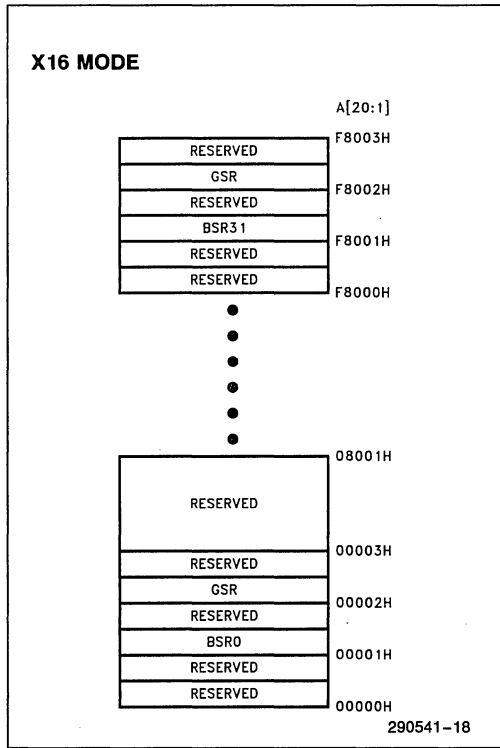 X16 MODE
A[20:1]
F8003H
RESERVED
GSR
F8002H
RESERVED
BSR31
F8001H
RESERVED
RESERVED
F8000H
08001H
RESERVED
00003H
RESERVED
GSR
00002H
RESERVED
BSR0
00001H
RESERVED
RESERVED
00000H
290541-18